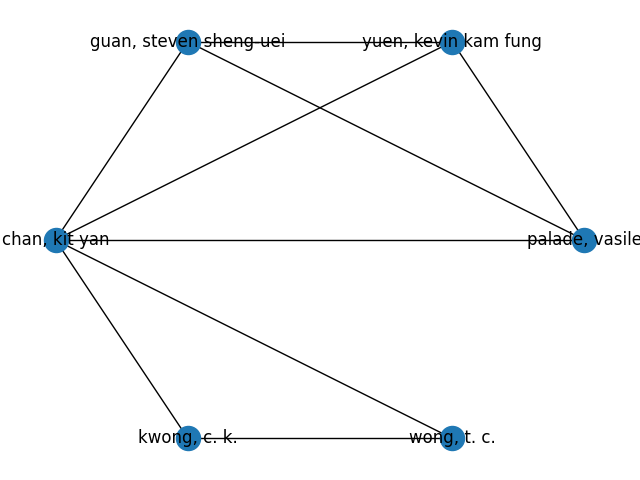 guan, steven sheng-uei
yuen, kevin kam fung
chan, kit yan
palade, vasile
kwong, c. k.
wong, t. c.